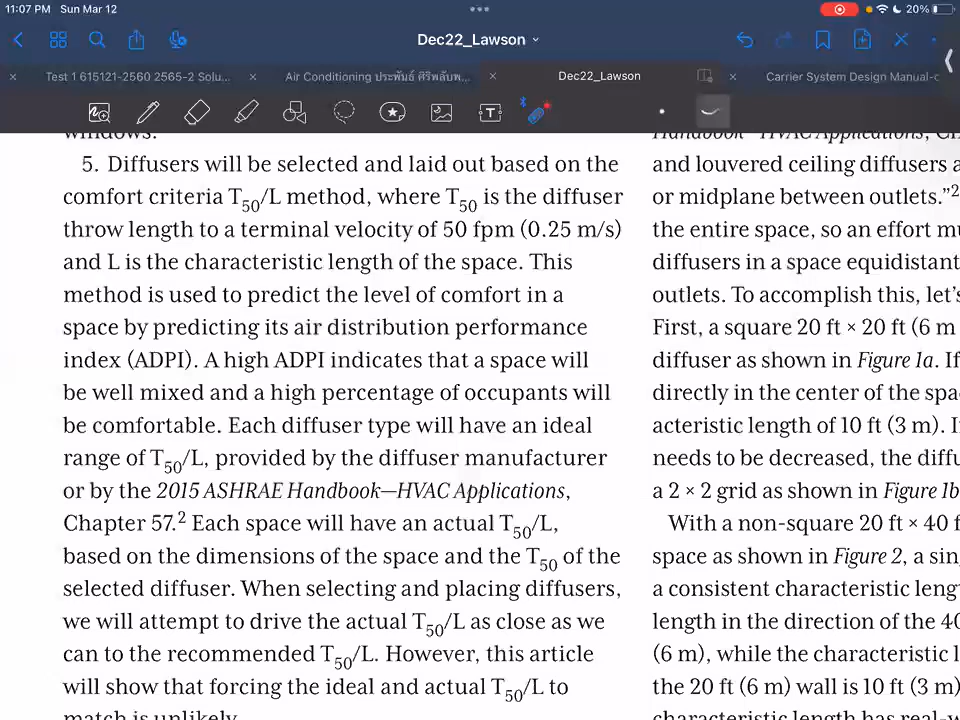 11:07 PM Sun Mar 12
20%
Dec22_Lawson
Test 1 615121-2560 2565-2 Solu...
Air Conditioning ประพันธ์ ศิริพลับพ...
Dec22_Lawson
Carrier System Design Manual-c
windows.
5. Diffusers will be selected and laid out based on the
comfort criteria T50/L method, where T50 is the diffuser
throw length to a terminal velocity of 50 fpm (0.25 m/s)
and L is the characteristic length of the space. This
method is used to predict the level of comfort in a
space by predicting its air distribution performance
index (ADPI). A high ADPI indicates that a space will
be well mixed and a high percentage of occupants will
be comfortable. Each diffuser type will have an ideal
range of T50/L, provided by the diffuser manufacturer
or by the 2015 ASHRAE Handbook—HVAC Applications,
Chapter 57.2 Each space will have an actual T50/L,
based on the dimensions of the space and the T50 of the
selected diffuser. When selecting and placing diffusers,
we will attempt to drive the actual T50/L as close as we
can to the recommended T50/L. However, this article
will show that forcing the ideal and actual T50/L to
match is unlikely.
Handbook—HVAC Applications, Ch
and louvered ceiling diffusers a
or midplane between outlets.”2
the entire space, so an effort mu
diffusers in a space equidistant
outlets. To accomplish this, let’s
First, a square 20 ft × 20 ft (6 m
diffuser as shown in Figure 1a. If
directly in the center of the spa
acteristic length of 10 ft (3 m). I
needs to be decreased, the diffu
a 2 × 2 grid as shown in Figure 1b
With a non-square 20 ft × 40 f
space as shown in Figure 2, a sin
a consistent characteristic leng
length in the direction of the 40
(6 m), while the characteristic l
the 20 ft (6 m) wall is 10 ft (3 m)
characteristic length has real-w